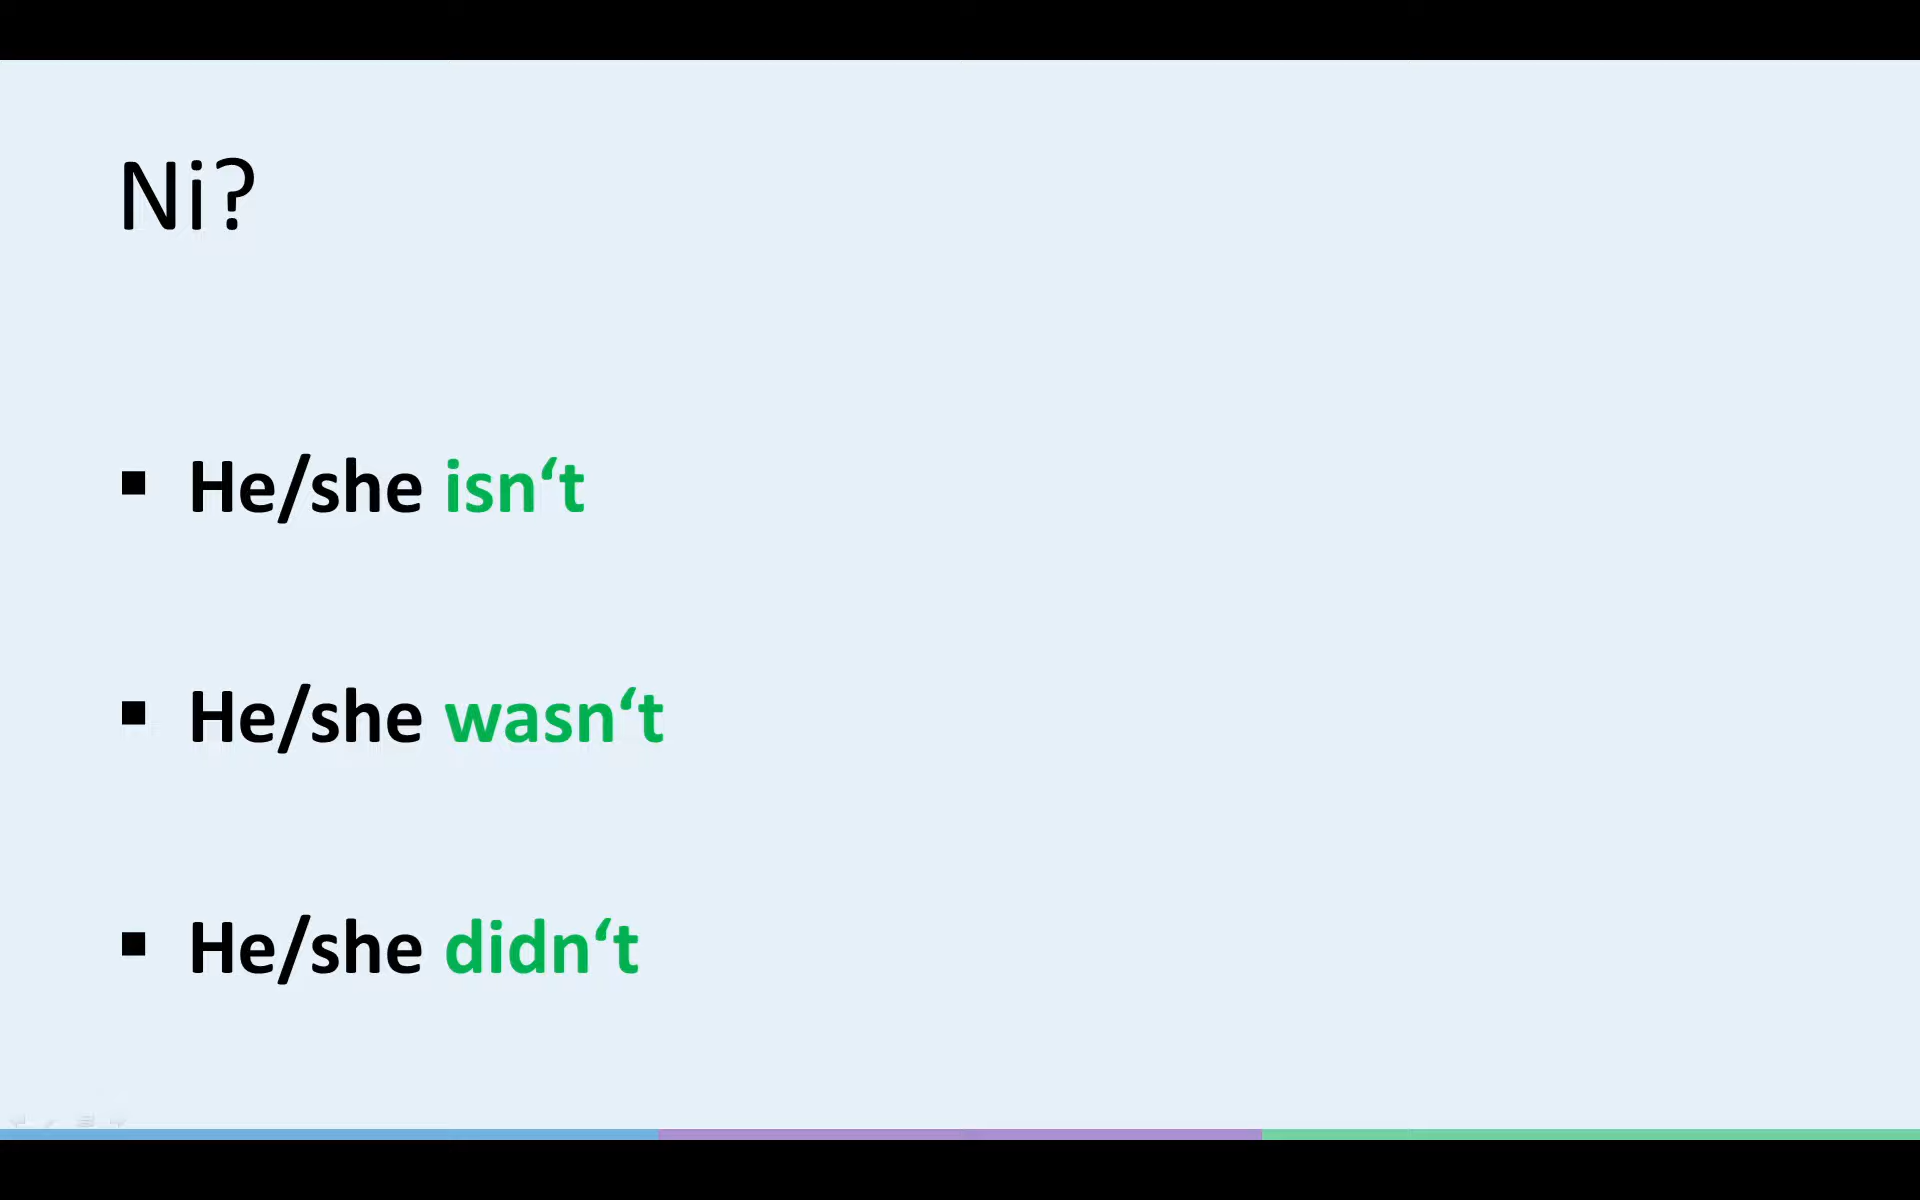 Ni?
▪ He/she isn‘t
▪ He/she wasn‘t
▪ He/she didn‘t